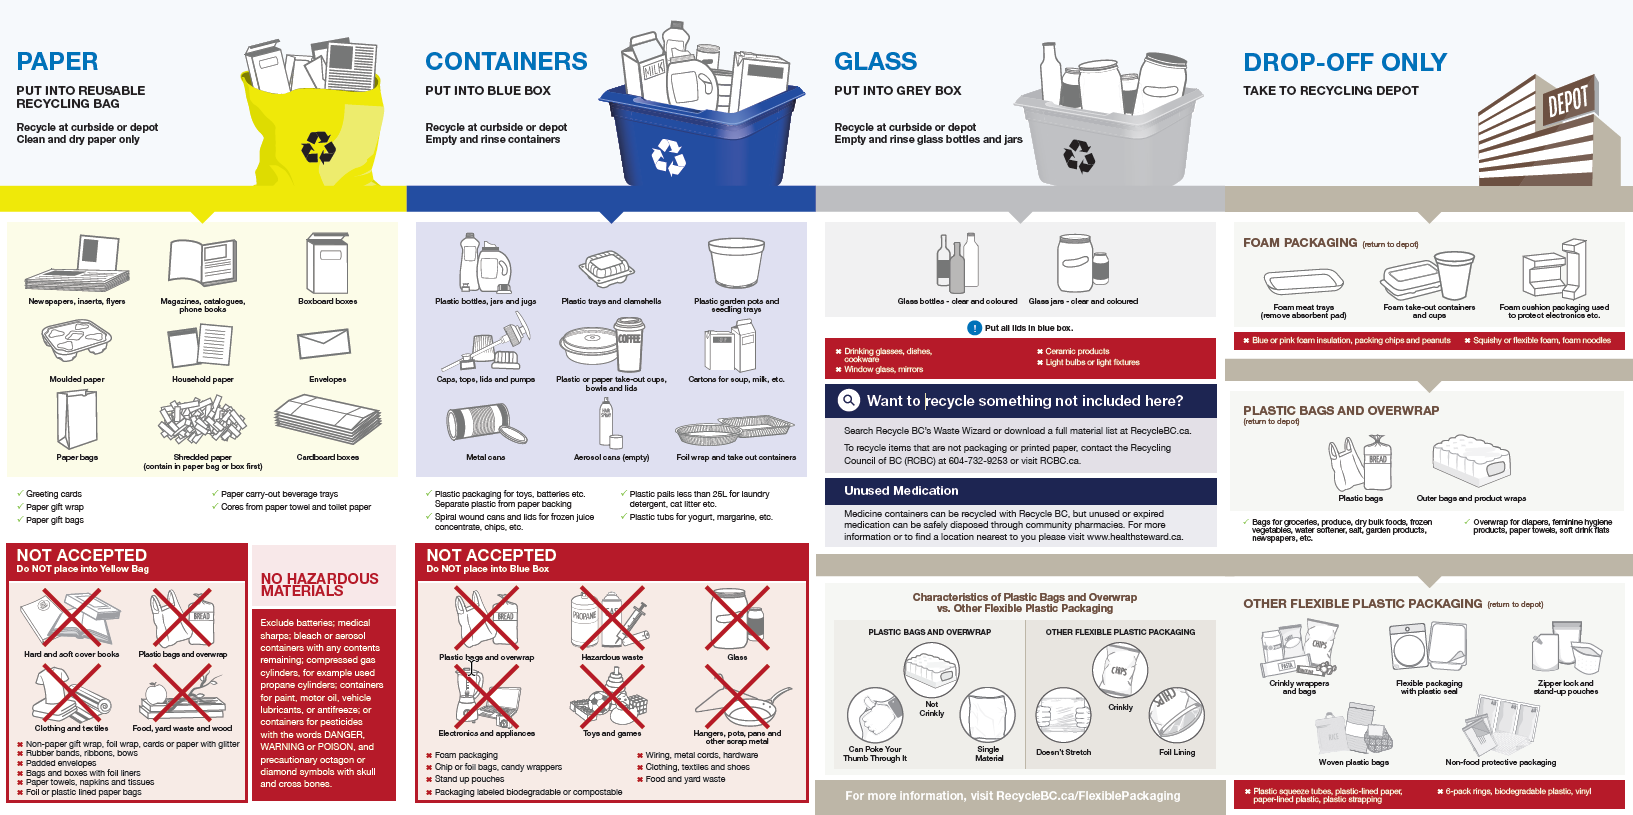 PAPER
PUT INTO REUSABLE
RECYCLING BAG
Recycle at curbside or depot
Clean and dry paper only
Newspapers, inserts, flyers
Magazines, catalogues,
phone books
Boxboard boxes
Moulded paper
Household paper
Envelopes
Paper bags
Shredded paper
(contain in paper bag or box first)
Cardboard boxes
✓ Greeting cards
✓ Paper gift wrap
✓ Paper gift bags
✓ Paper carry-out beverage trays
✓ Cores from paper towel and toilet paper
NOT ACCEPTED
Do NOT place into Yellow Bag
BREAD
Hard and soft cover books
Plastic bags and overwrap
Clothing and textiles
Food, yard waste and wood
✖ Non-paper gift wrap, foil wrap, cards or paper with glitter
✖ Rubber bands, ribbons, bows
✖ Padded envelopes
✖ Bags and boxes with foil liners
✖ Paper towels, napkins and tissues
✖ Foil or plastic lined paper bags
NO HAZARDOUS
MATERIALS
Exclude batteries; medical
sharps; bleach or aerosol
containers with any contents
remaining; compressed gas
cylinders, for example used
propane cylinders; containers
for paint, motor oil, vehicle
lubricants, or antifreeze; or
containers for pesticides
with the words DANGER,
WARNING or POISON, and
precautionary octagon or
diamond symbols with skull
and cross bones.
CONTAINERS
PUT INTO BLUE BOX
Recycle at curbside or depot
Empty and rinse containers
MILK
Plastic bottles, jars and jugs
Plastic trays and clamshells
Plastic garden pots and
seedling trays
COFFEE
Caps, tops, lids and pumps
Plastic or paper take-out cups,
bowls and lids
Cartons for soup, milk, etc.
HAIR
SPRAY
Metal cans
Aerosol cans (empty)
Foil wrap and take out containers
✓ Plastic packaging for toys, batteries etc.
Separate plastic from paper backing
✓ Spiral wound cans and lids for frozen juice
concentrate, chips, etc.
✓ Plastic pails less than 25L for laundry
detergent, cat litter etc.
✓ Plastic tubs for yogurt, margarine, etc.
NOT ACCEPTED
Do NOT place into Blue Box
BREAD
PROPANE
Plastic bags and overwrap
Hazardous waste
Glass
Electronics and appliances
Toys and games
Hangers, pots, pans and
other scrap metal
✖ Foam packaging
✖ Chip or foil bags, candy wrappers
✖ Stand up pouches
✖ Packaging labeled biodegradable or compostable
✖ Wiring, metal cords, hardware
✖ Clothing, textiles and shoes
✖ Food and yard waste
GLASS
PUT INTO GREY BOX
Recycle at curbside or depot
Empty and rinse glass bottles and jars
Glass bottles - clear and coloured
Glass jars - clear and coloured
! Put all lids in blue box.
✖ Drinking glasses, dishes,
cookware
✖ Window glass, mirrors
✖ Ceramic products
✖ Light bulbs or light fixtures
Want to recycle something not included here?
Search Recycle BC's Waste Wizard or download a full material list at RecycleBC.ca.
To recycle items that are not packaging or printed paper, contact the Recycling
Council of BC (RCBC) at 604-732-9253 or visit RCBC.ca.
Unused Medication
Medicine containers can be recycled with Recycle BC, but unused or expired
medication can be safely disposed through community pharmacies. For more
information or to find a location nearest to you please visit www.healthsteward.ca.
Characteristics of Plastic Bags and Overwrap
vs. Other Flexible Plastic Packaging
PLASTIC BAGS AND OVERWRAP
Not
Crinkly
Can Poke Your
Thumb Through It
Single
Material
OTHER FLEXIBLE PLASTIC PACKAGING
CHIPS
Crinkly
CHIPS
Doesn't Stretch
Foil Lining
For more information, visit RecycleBC.ca/FlexiblePackaging
DROP-OFF ONLY
TAKE TO RECYCLING DEPOT
DEPOT
FOAM PACKAGING (return to depot)
Foam meat trays
(remove absorbent pad)
Foam take-out containers
and cups
Foam cushion packaging used
to protect electronics etc.
✖ Blue or pink foam insulation, packing chips and peanuts
✖ Squishy or flexible foam, foam noodles
PLASTIC BAGS AND OVERWRAP
(return to depot)
BREAD
Plastic bags
Outer bags and product wraps
✓ Bags for groceries, produce, dry bulk foods, frozen
vegetables, water softener, salt, garden products,
newspapers, etc.
✓ Overwrap for diapers, feminine hygiene
products, paper towels, soft drink flats
OTHER FLEXIBLE PLASTIC PACKAGING (return to depot)
CHIPS
PASTA
Crinkly wrappers
and bags
Flexible packaging
with plastic seal
Zipper lock and
stand-up pouches
RICE
Woven plastic bags
Non-food protective packaging
✖ Plastic squeeze tubes, plastic-lined paper,
paper-lined plastic, plastic strapping
✖ 6-pack rings, biodegradable plastic, vinyl